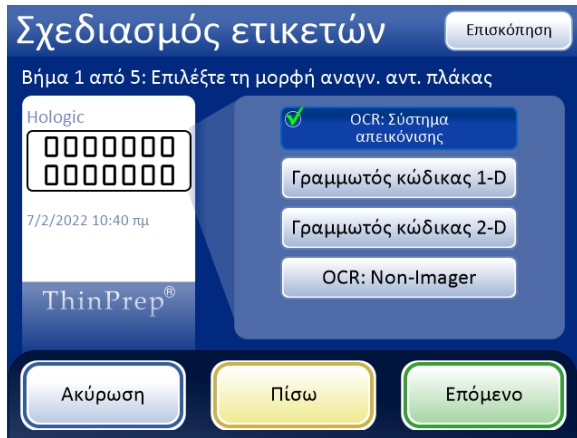 Σχεδιασμός ετικετών
Επισκόπηση
Βήμα 1 από 5: Επιλέξτε τη μορφή αναγν. αντ. πλάκας
Hologic
0000000
0000000
7/2/2022 10:40 πμ
ThinPrep®
OCR: Σύστημα
απεικόνισης
Γραμμωτός κώδικας 1-D
Γραμμωτός κώδικας 2-D
OCR: Non-Imager
Ακύρωση
Πίσω
Επόμενο